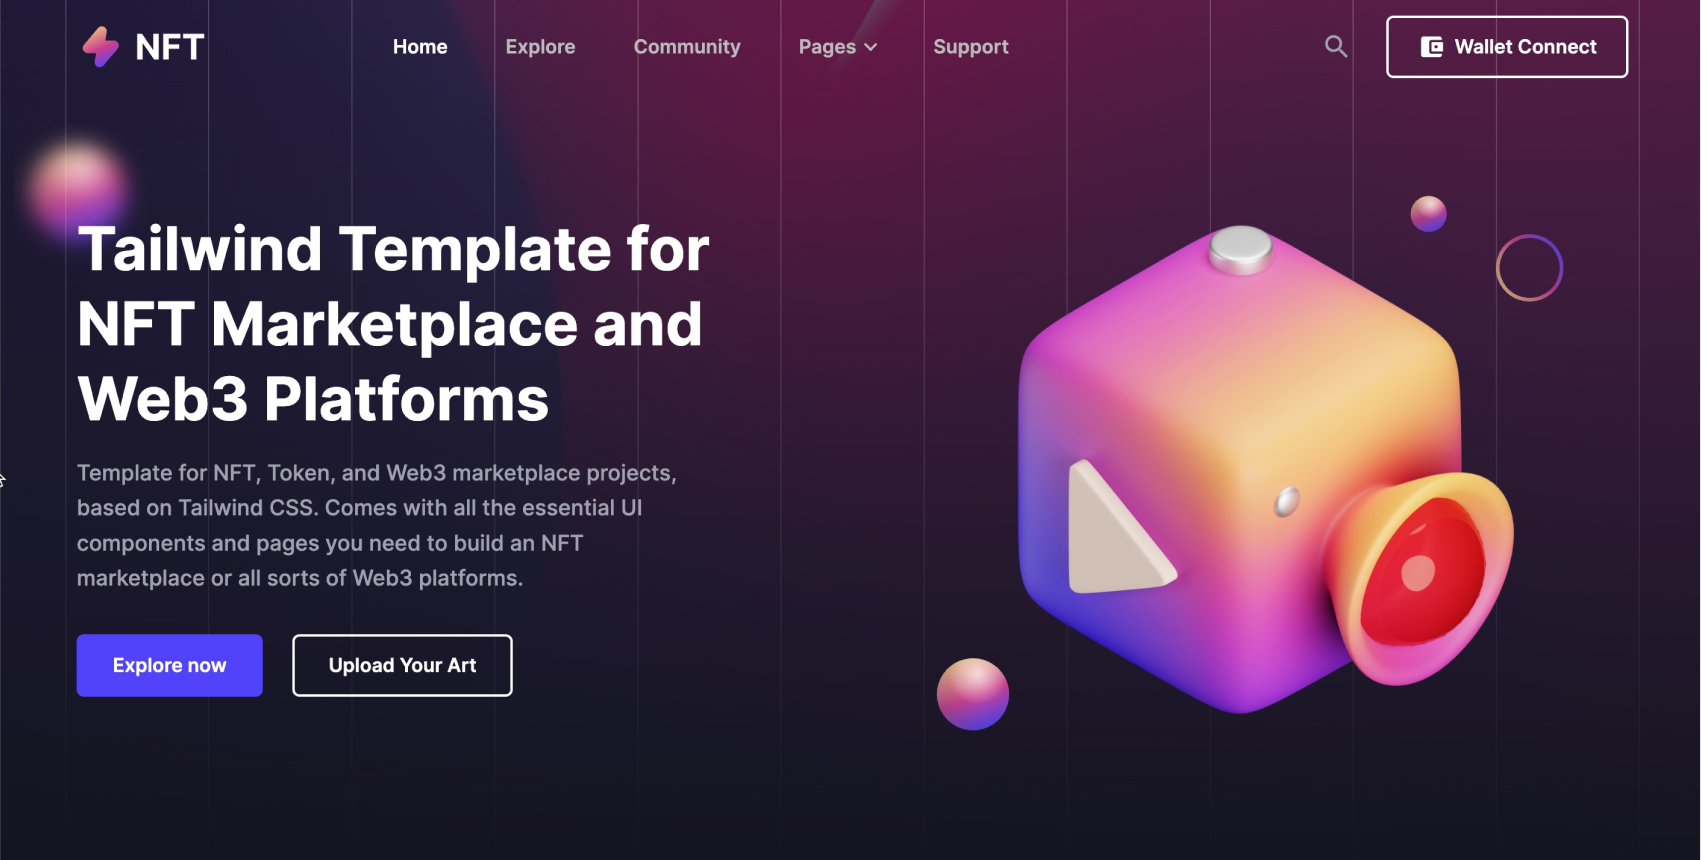 NFT
Home
Explore
Community
Pages
Support
Wallet Connect
Tailwind Template for
NFT Marketplace and
Web3 Platforms
Template for NFT, Token, and Web3 marketplace projects,
based on Tailwind CSS. Comes with all the essential UI
components and pages you need to build an NFT
marketplace or all sorts of Web3 platforms.
Explore now
Upload Your Art